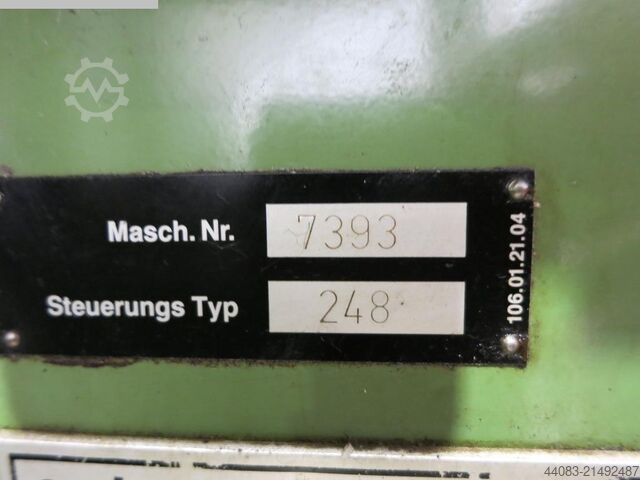 Masch. Nr. 7393
Steuerungs Typ 248
106.01.21.04
44083-21492487